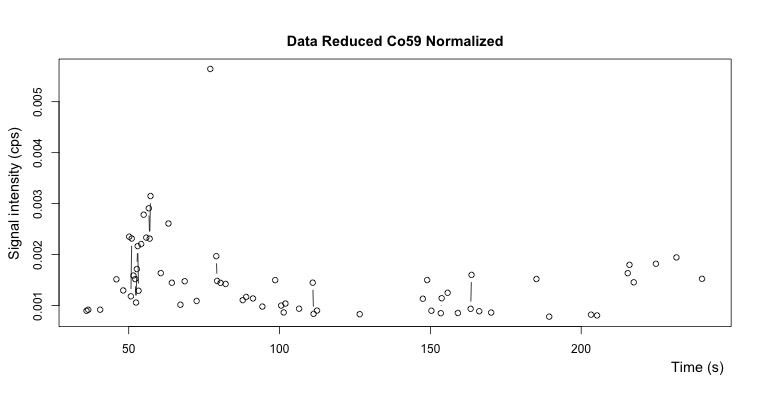 Data Reduced Co59 Normalized
Signal intensity (cps)
0.005
0.004
0.003
0.002
0.001
50 100 150 200
Time (s)